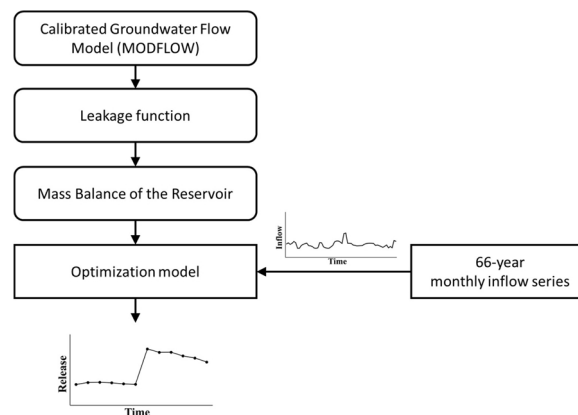 Calibrated Groundwater Flow
Model (MODFLOW)
Leakage function
Mass Balance of the Reservoir
Inflow
Time
Optimization model
66-year
monthly inflow series
Release
Time